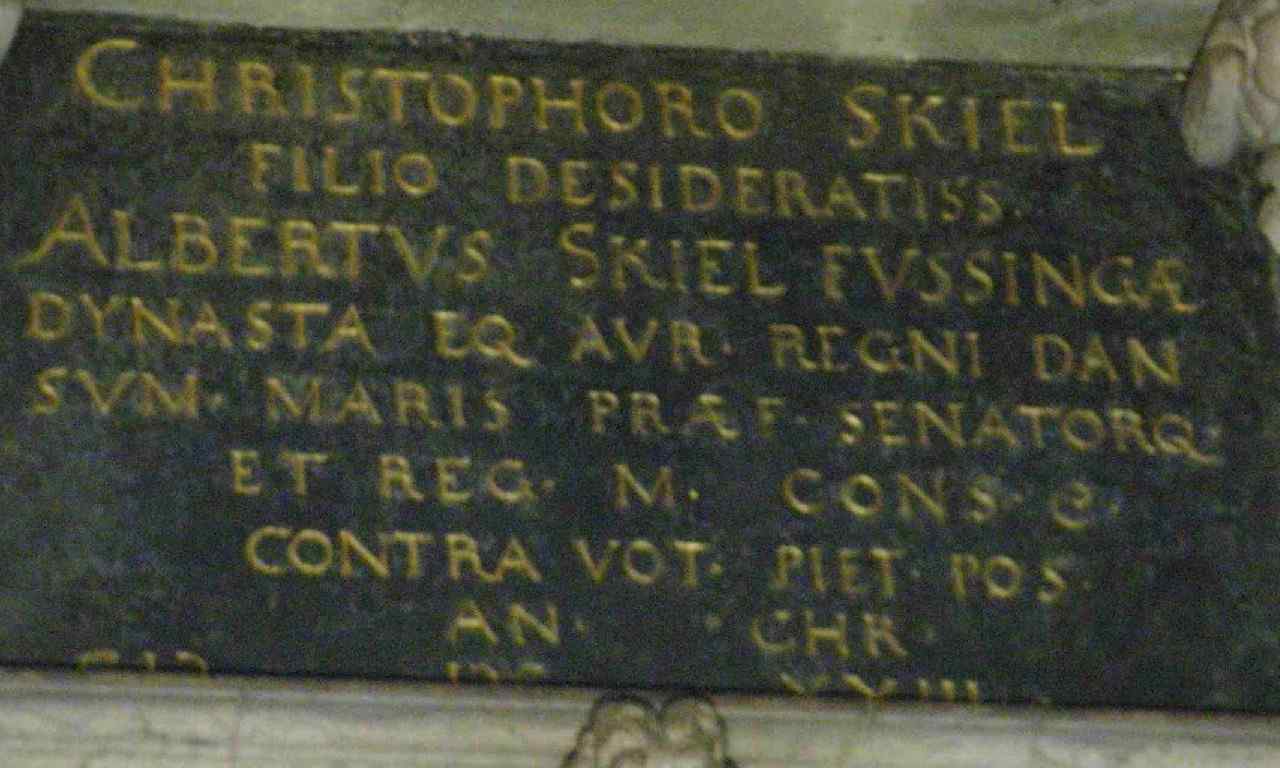 CHRISTOPHORO SKIEL
FILIO DESIDERATISS.
ALBERTVS SKIEL FVSSINGÆ
DYNASTA EQ AVR· REGNI DAN
SVM· MARIS PRÆF· SENATORQ·
ET REG· M· CONS· &·
CONTRA VOT· PIET· POS·
AN· CHR·